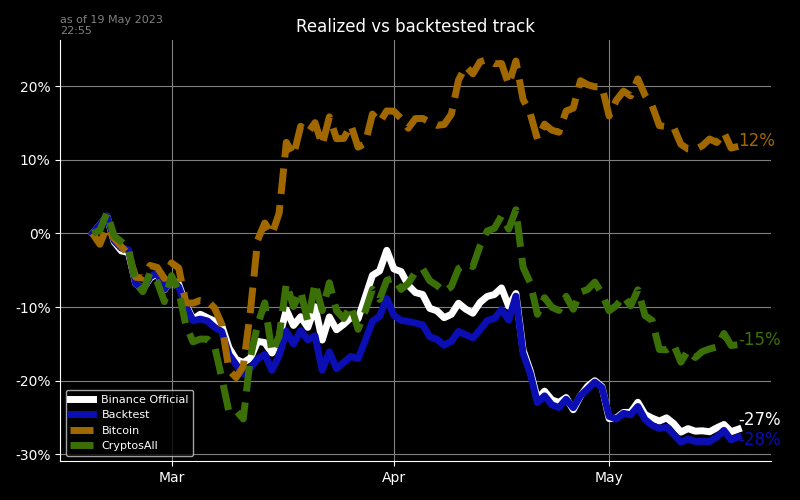 as of 19 May 2023
22:55
Realized vs backtested track
20%
10%
0%
-10%
-20%
-30%
12%
-15%
-27%
-28%
Binance Official
Backtest
Bitcoin
CryptosAll
Mar
Apr
May